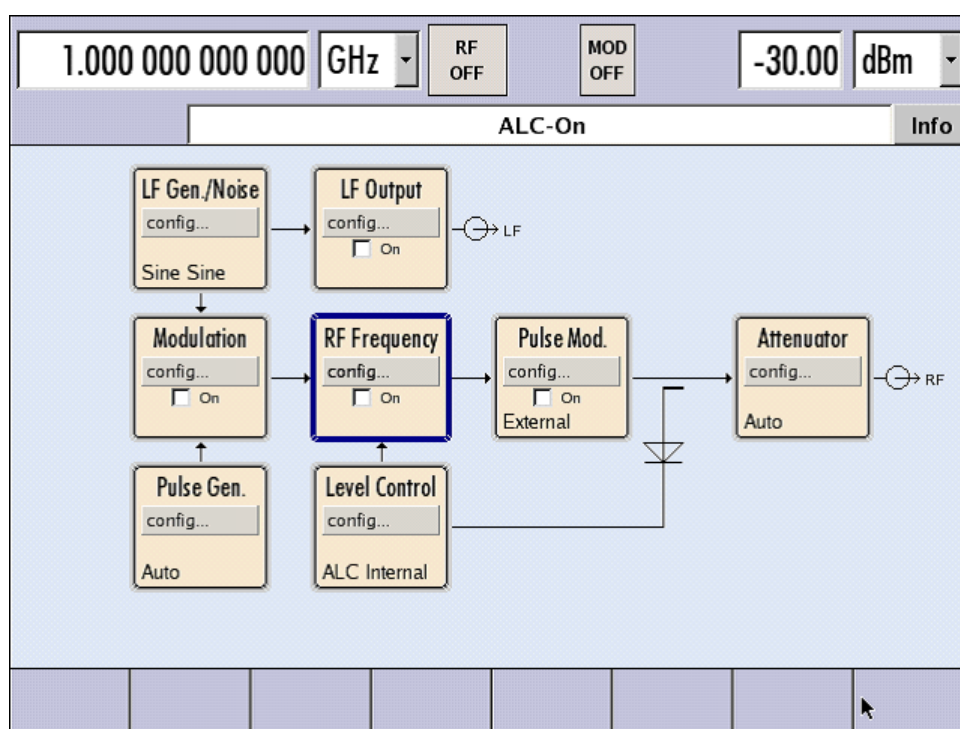 1.000 000 000 000 GHz RF OFF MOD OFF -30.00 dBm
ALC-On Info
LF Gen./Noise
config...
Sine Sine
LF Output
config...
On
LF
Modulation
config...
On
RF Frequency
config...
On
Pulse Mod.
config...
On
External
Attenuator
config...
Auto
RF
Pulse Gen.
config...
Auto
Level Control
config...
ALC Internal